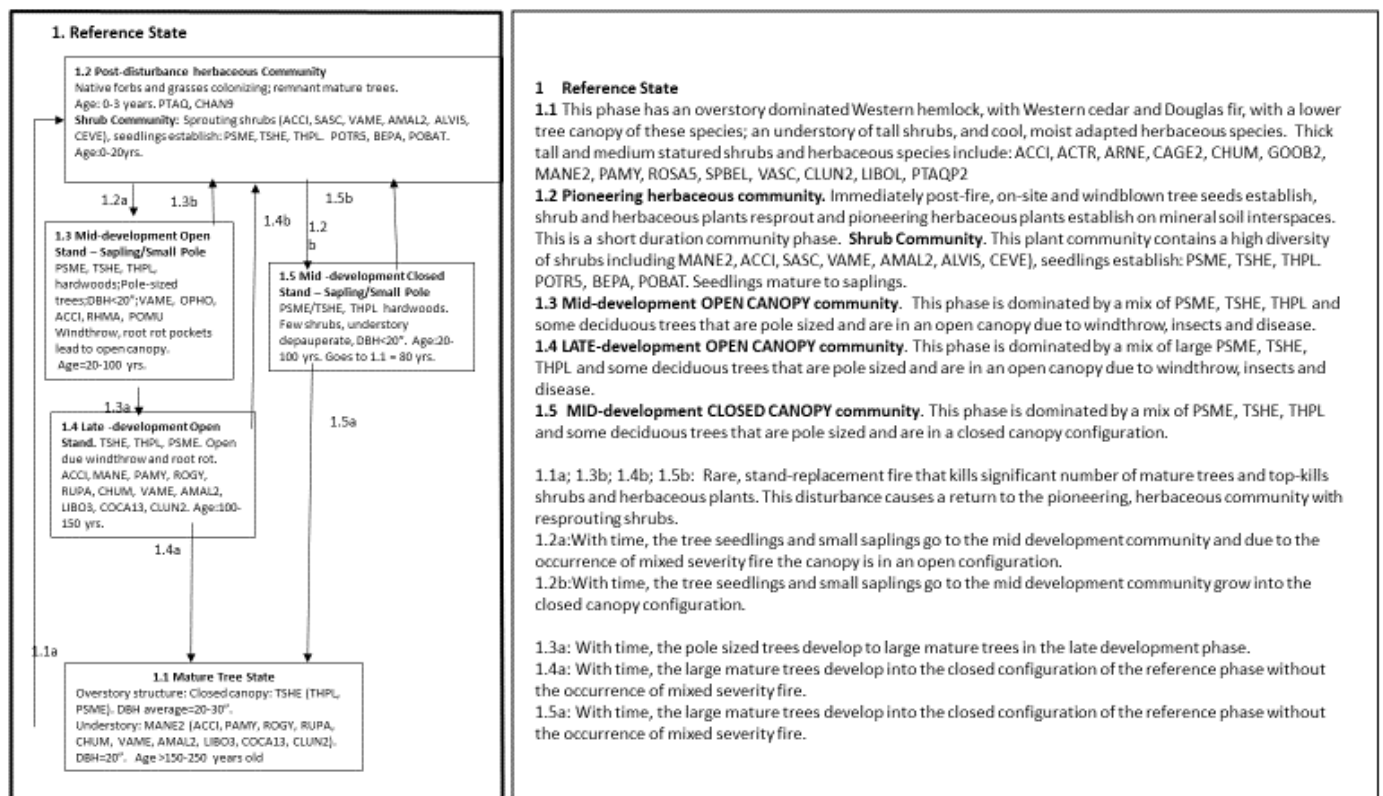 1. Reference State
1.2 Post-disturbance herbaceous Community
Native forbs and grasses colonizing; remnant mature trees.
Age: 0-3 years. PTAQ, CHAN9
Shrub Community: Sprouting shrubs (ACCI, SASC, VAME, AMAL2, ALVIS,
CEVE), seedlings establish: PSME, TSHE, THPL. POTR5, BEPA, POBAT.
Age:0-20yrs.
1.2a
1.3b
1.4b
1.2
b
1.5b
1.3 Mid-development Open
Stand – Sapling/Small Pole
PSME, TSHE, THPL,
hardwoods;Pole-sized
trees;DBH<20";VAME, OPHO,
ACCI, RHMA, POMU
Windthrow, root rot pockets
lead to open canopy.
Age=20-100 yrs.
1.5 Mid -development Closed
Stand – Sapling/Small Pole
PSME/TSHE, THPL hardwoods.
Few shrubs, understory
depauperate, DBH<20". Age:20-
100 yrs. Goes to 1.1 = 80 yrs.
1.3a
1.5a
1.4 Late -development Open
Stand. TSHE, THPL, PSME. Open
due windthrow and root rot.
ACCI, MANE, PAMY, ROGY,
RUPA, CHUM, VAME, AMAL2,
LIBO3, COCA13, CLUN2. Age:100-
150 yrs.
1.4a
1.1a
1.1 Mature Tree State
Overstory structure: Closed canopy: TSHE (THPL,
PSME). DBH average=20-30".
Understory: MANE2 (ACCI, PAMY, ROGY, RUPA,
CHUM, VAME, AMAL2, LIBO3, COCA13, CLUN2).
DBH=20". Age >150-250 years old
1 Reference State
1.1 This phase has an overstory dominated Western hemlock, with Western cedar and Douglas fir, with a lower
tree canopy of these species; an understory of tall shrubs, and cool, moist adapted herbaceous species. Thick
tall and medium statured shrubs and herbaceous species include: ACCI, ACTR, ARNE, CAGE2, CHUM, GOOB2,
MANE2, PAMY, ROSA5, SPBEL, VASC, CLUN2, LIBOL, PTAQP2
1.2 Pioneering herbaceous community. Immediately post-fire, on-site and windblown tree seeds establish,
shrub and herbaceous plants resprout and pioneering herbaceous plants establish on mineral soil interspaces.
This is a short duration community phase. Shrub Community. This plant community contains a high diversity
of shrubs including MANE2, ACCI, SASC, VAME, AMAL2, ALVIS, CEVE), seedlings establish: PSME, TSHE, THPL.
POTR5, BEPA, POBAT. Seedlings mature to saplings.
1.3 Mid-development OPEN CANOPY community. This phase is dominated by a mix of PSME, TSHE, THPL and
some deciduous trees that are pole sized and are in an open canopy due to windthrow, insects and disease.
1.4 LATE-development OPEN CANOPY community. This phase is dominated by a mix of large PSME, TSHE,
THPL and some deciduous trees that are pole sized and are in an open canopy due to windthrow, insects and
disease.
1.5 MID-development CLOSED CANOPY community. This phase is dominated by a mix of PSME, TSHE, THPL
and some deciduous trees that are pole sized and are in a closed canopy configuration.
1.1a; 1.3b; 1.4b; 1.5b: Rare, stand-replacement fire that kills significant number of mature trees and top-kills
shrubs and herbaceous plants. This disturbance causes a return to the pioneering, herbaceous community with
resprouting shrubs.
1.2a:With time, the tree seedlings and small saplings go to the mid development community and due to the
occurrence of mixed severity fire the canopy is in an open configuration.
1.2b:With time, the tree seedlings and small saplings go to the mid development community grow into the
closed canopy configuration.
1.3a: With time, the pole sized trees develop to large mature trees in the late development phase.
1.4a: With time, the large mature trees develop into the closed configuration of the reference phase without
the occurrence of mixed severity fire.
1.5a: With time, the large mature trees develop into the closed configuration of the reference phase without
the occurrence of mixed severity fire.